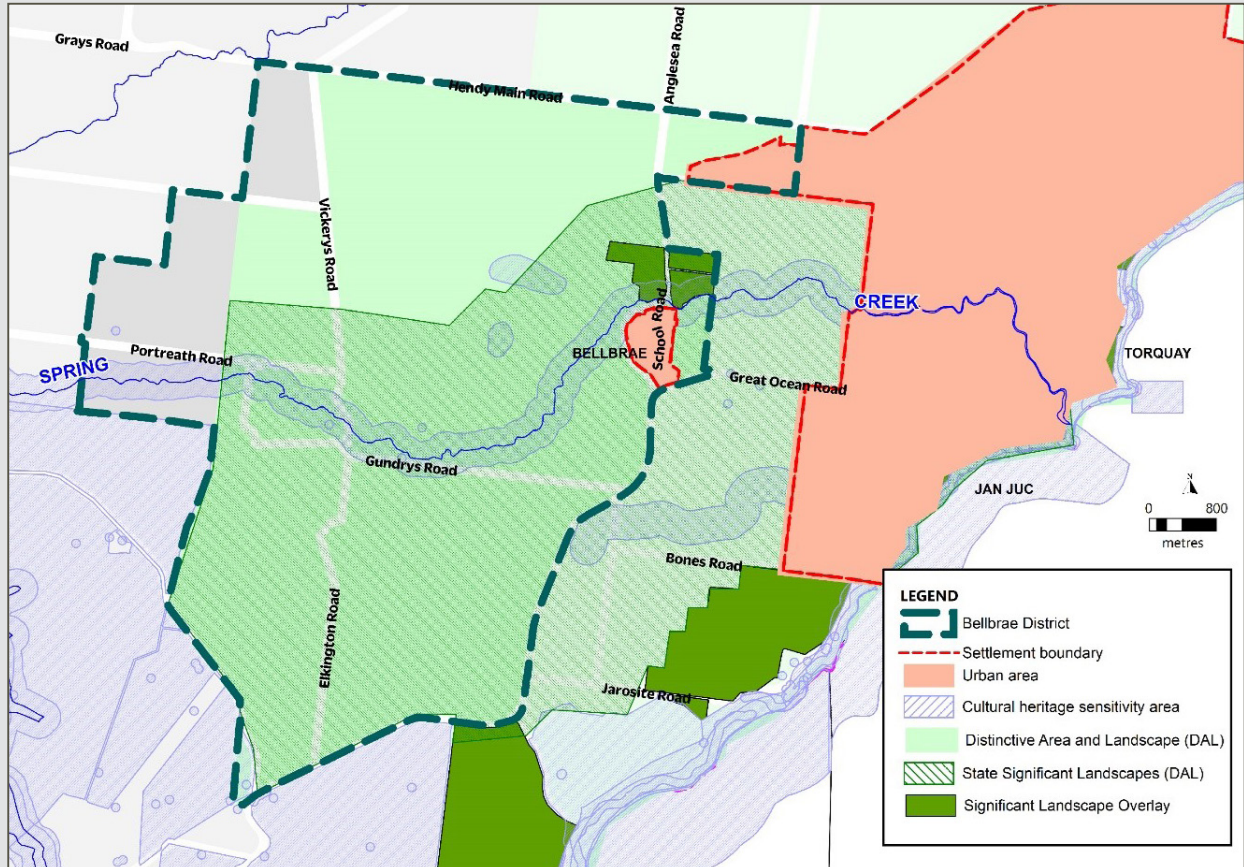 Grays Road
Hendy Main Road
Anglesea Road
Vickerys Road
School Road
CREEK
BELLBRAE
TORQUAY
Portreath Road
SPRING
Great Ocean Road
Gundrys Road
JAN JUC
N
0 800
metres
Bones Road
Elkington Road
Jarosite Road
LEGEND
Bellbrae District
Settlement boundary
Urban area
Cultural heritage sensitivity area
Distinctive Area and Landscape (DAL)
State Significant Landscapes (DAL)
Significant Landscape Overlay